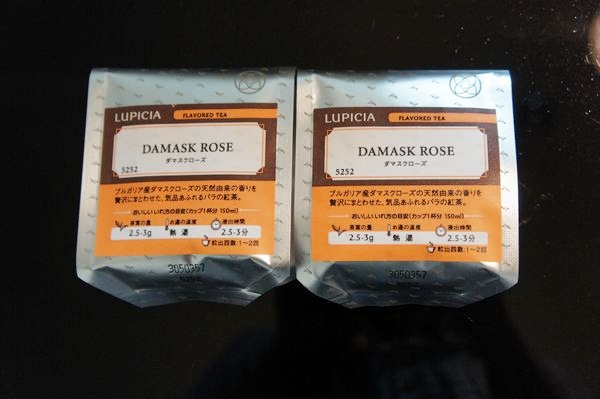 LUPICIA FLAVORED TEA
DAMASK ROSE
ダマスクローズ
5252
ブルガリア産ダマスクローズの天然由来の香りを
贅沢にまとわせた、気品あふれるバラの紅茶。
おいしいいれ方の目安(カップ1杯分 150ml)
茶葉の量 お湯の温度 浸出時間
2.5-3g 熱湯 2.5-3分
煎出回数:1〜2回
3050357
5252
LUPICIA FLAVORED TEA
DAMASK ROSE
ダマスクローズ
5252
ブルガリア産ダマスクローズの天然由来の香りを
贅沢にまとわせた、気品あふれるバラの紅茶。
おいしいいれ方の目安(カップ1杯分 150ml)
茶葉の量 お湯の温度 浸出時間
2.5-3g 熱湯 2.5-3分
煎出回数:1〜2回
3050357